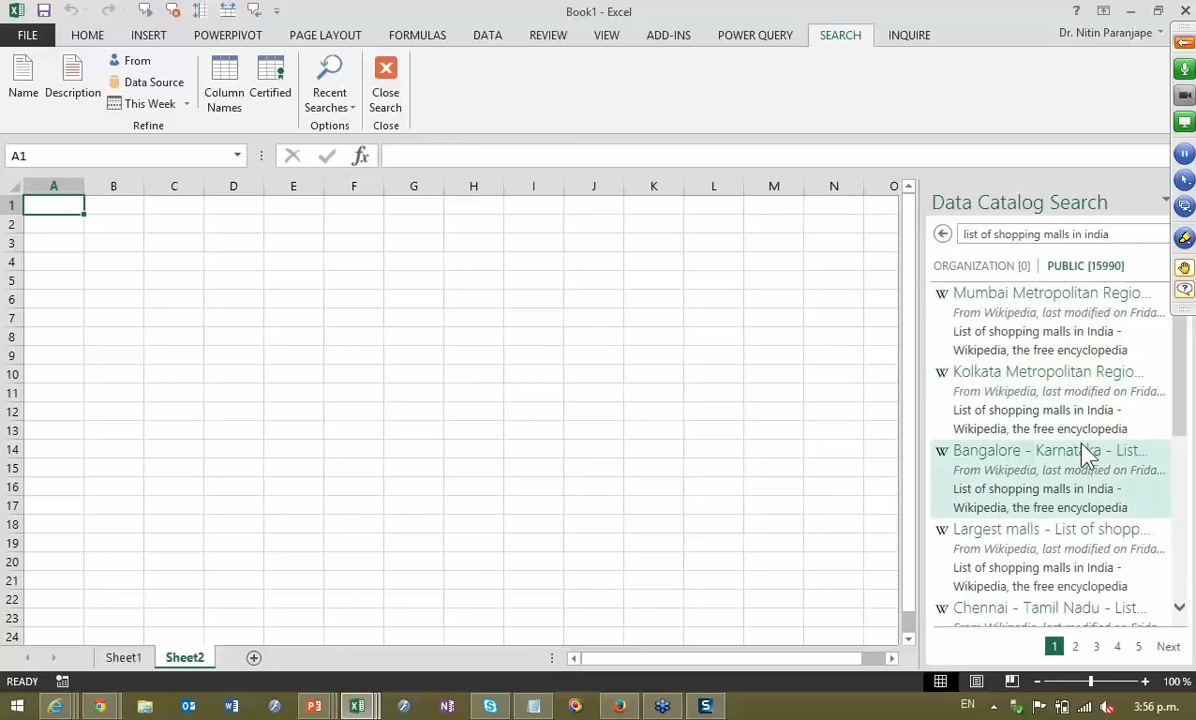 Book1 - Excel
FILE HOME INSERT POWERPIVOT PAGE LAYOUT FORMULAS DATA REVIEW VIEW ADD-INS POWER QUERY SEARCH INQUIRE Dr. Nitin Paranjape
Name Description From Data Source This Week Column Names Certified Recent Searches Close Search
Refine Options Close
A1 fx
A B C D E F G H I J K L M N O
1
2
3
4
5
6
7
8
9
10
11
12
13
14
15
16
17
18
19
20
21
22
23
24
Data Catalog Search
list of shopping malls in india
ORGANIZATION [0] | PUBLIC [15990]
W Mumbai Metropolitan Regio...
From Wikipedia, last modified on Frida...
List of shopping malls in India -
Wikipedia, the free encyclopedia
W Kolkata Metropolitan Regio...
From Wikipedia, last modified on Frida...
List of shopping malls in India -
Wikipedia, the free encyclopedia
W Bangalore - Karnataka - List...
From Wikipedia, last modified on Frida...
List of shopping malls in India -
Wikipedia, the free encyclopedia
W Largest malls - List of shopp...
From Wikipedia, last modified on Frida...
List of shopping malls in India -
Wikipedia, the free encyclopedia
W Chennai - Tamil Nadu - List...
1 2 3 4 5 Next
Sheet1 Sheet2
READY 100 %
EN 3:56 p.m.